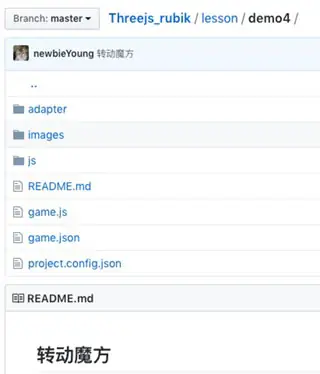 Branch: master Threejs_rubik / lesson / demo4 /
newbieYoung 转动魔方
..
adapter
images
js
README.md
game.js
game.json
project.config.json
README.md
转动魔方